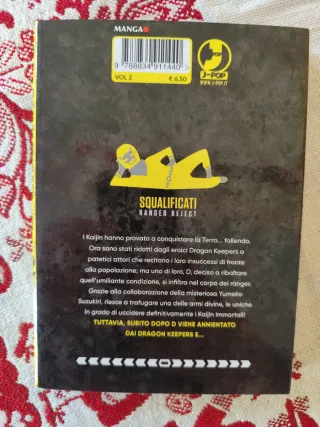 MANGA
9 788834 911440 >
VOL 2
€ 6,50
J-POP
J-POP
WWW.J-POP.IT
SQUALIFICATI
RANGER REJECT
I Kaijin hanno provato a conquistare la Terra... fallendo.
Ora sono stati ridotti dagli eroici Dragon Keepers a
patetici attori che recitano i loro insuccessi di fronte
alla popolazione; ma uno di loro, D, deciso a ribaltare
quell'umiliante condizione, si infiltra nel corpo dei ranger.
Grazie alla collaborazione della misteriosa Yumeko
Suzukiri, riesce a trafugare una delle armi divine, le uniche
in grado di uccidere definitivamente i Kaijin immortali!
TUTTAVIA, SUBITO DOPO D VIENE ANNIENTATO
DAI DRAGON KEEPERS E...